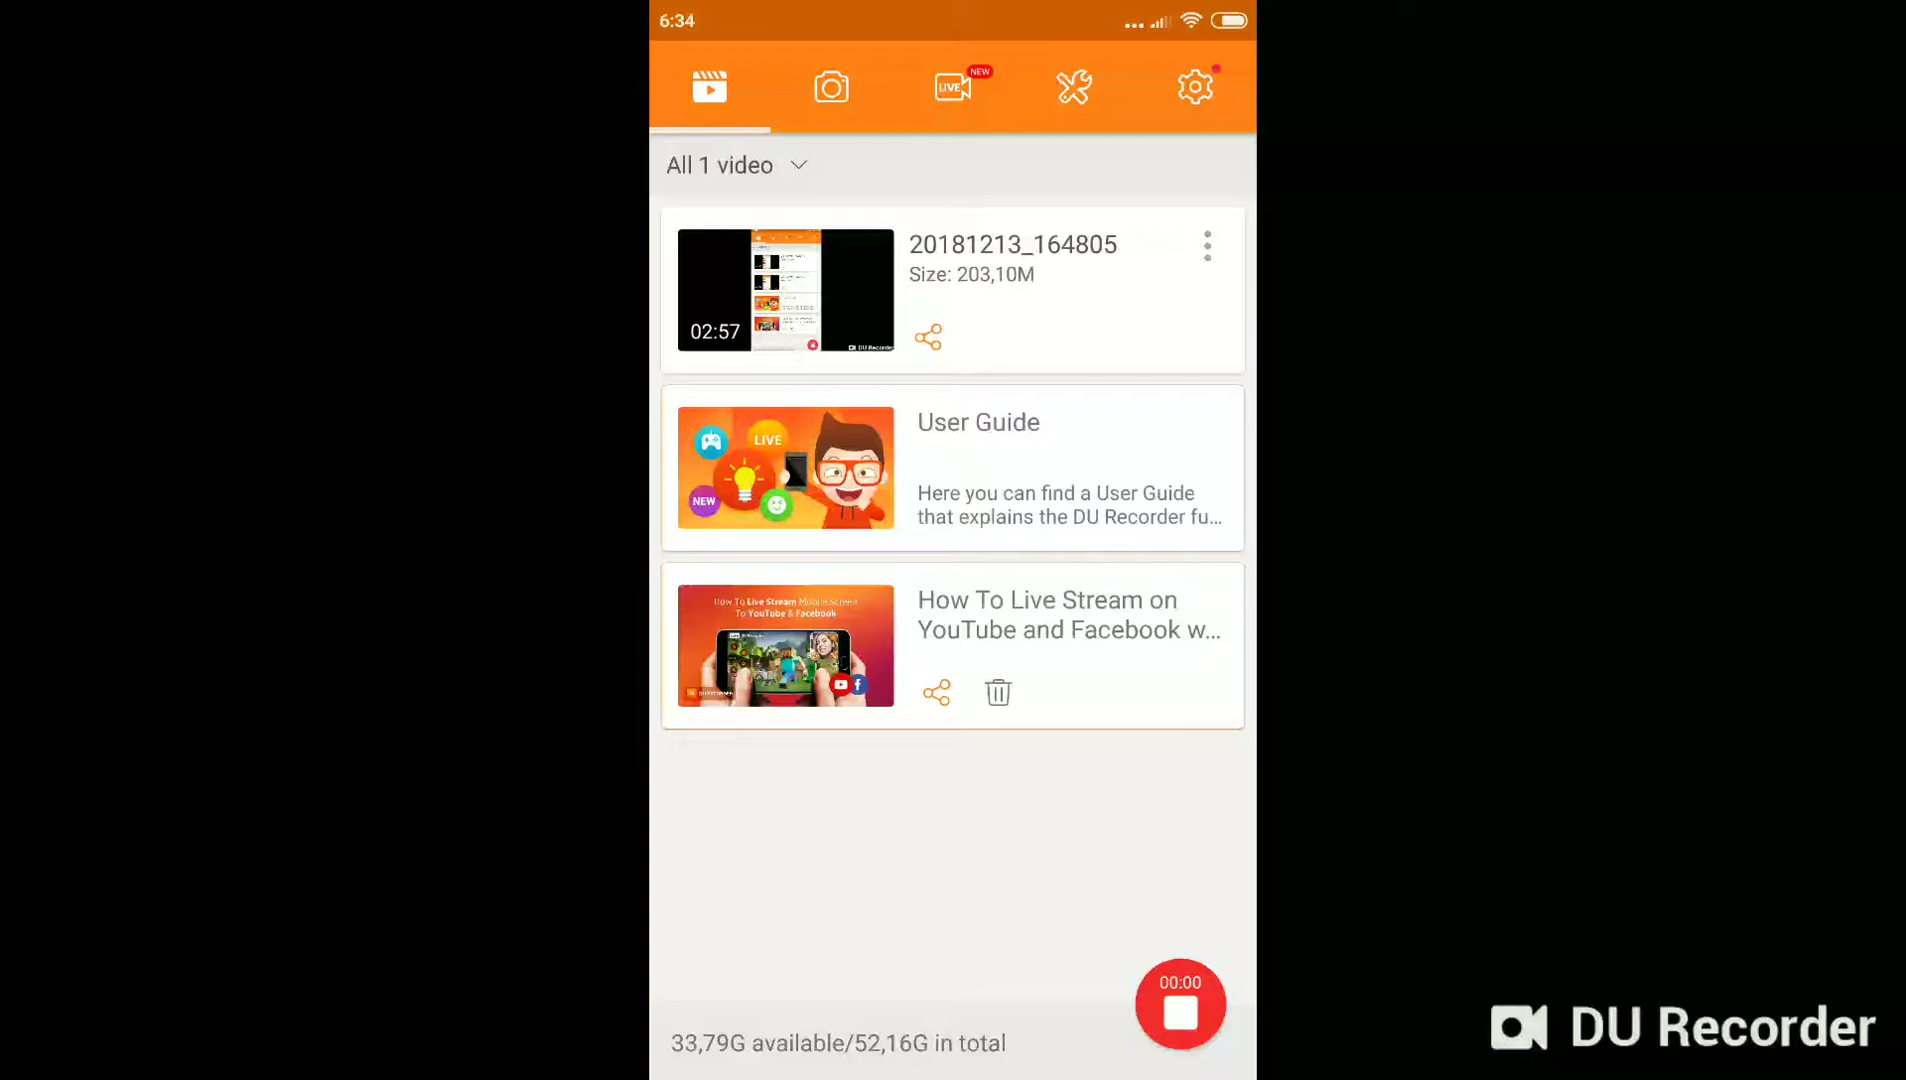 6:34
LIVE
NEW
All 1 video
20181213_164805
Size: 203,10M
02:57
DU Recorder
User Guide
LIVE
NEW
Here you can find a User Guide
that explains the DU Recorder fu...
How To Live Stream Mobile Screen
To YouTube & Facebook
How To Live Stream on
YouTube and Facebook w...
00:00
33,79G available/52,16G in total
DU Recorder